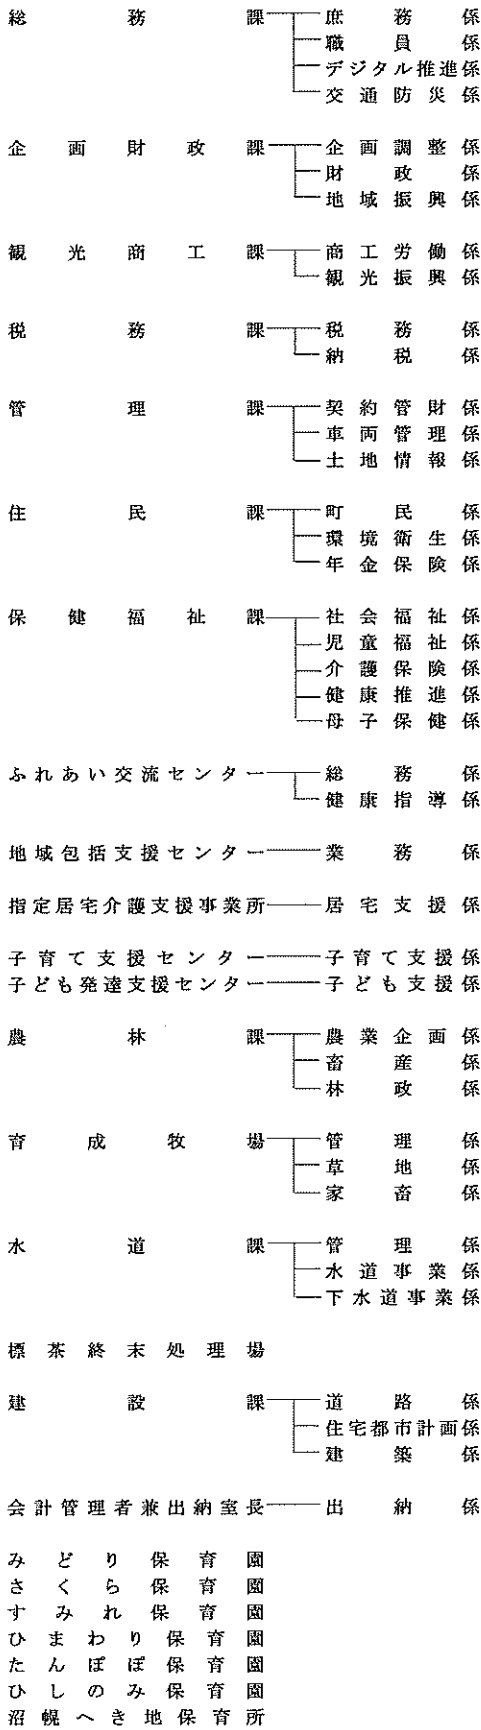 総務課 庶務係
職員係
デジタル推進係
交通防災係
企画財政課 企画調整係
財政係
地域振興係
観光商工課 商工労働係
観光振興係
税務課 税務係
納税係
管理課 契約管財係
車両管理係
土地情報係
住民課 町民係
環境衛生係
年金保険係
保健福祉課 社会福祉係
児童福祉係
介護保険係
健康推進係
母子保健係
ふれあい交流センター 総務係
健康指導係
地域包括支援センター 業務係
指定居宅介護支援事業所 居宅支援係
子育て支援センター 子育て支援係
子ども発達支援センター 子ども支援係
農林課 農業企画係
畜産係
林政係
育成牧場 管理係
草地係
家畜係
水道課 管理係
水道事業係
下水道事業係
標茶終末処理場
建設課 道路係
住宅都市計画係
建築係
会計管理者兼出納室長 出納係
みどり保育園
さくら保育園
すみれ保育園
ひまわり保育園
たんぽぽ保育園
ひしのみ保育園
沼幌へき地保育所